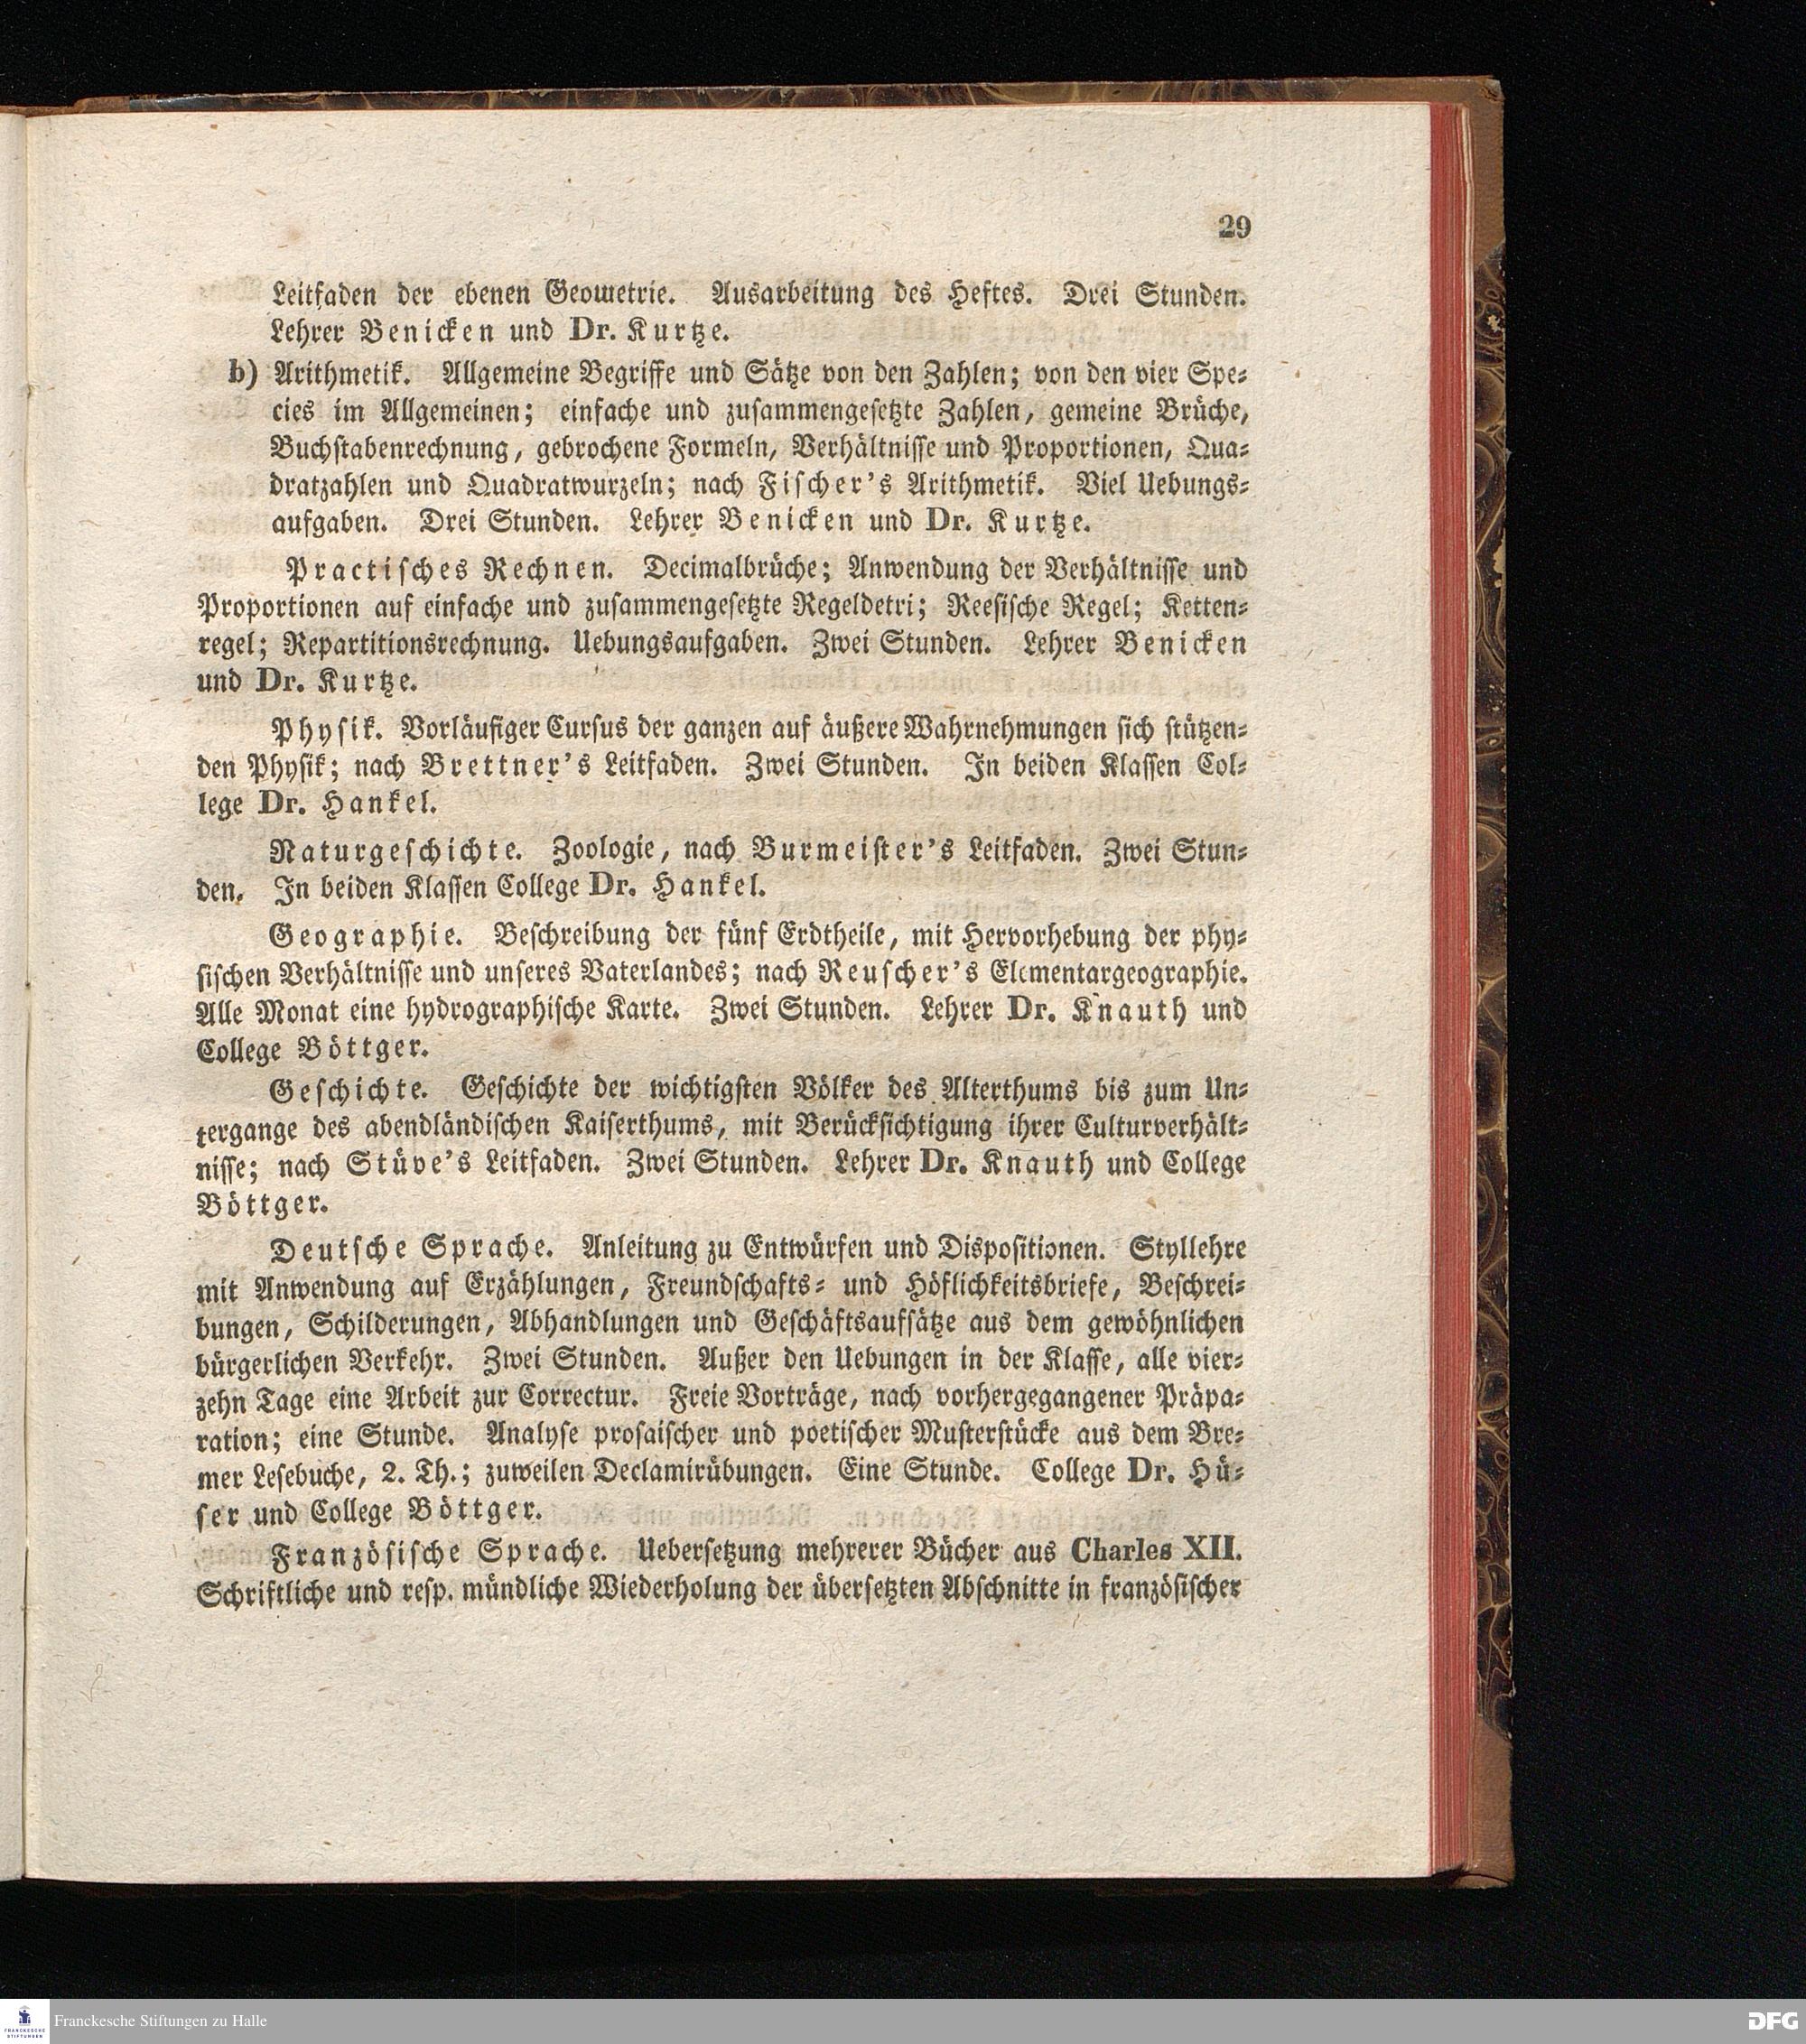 29
Leitfaden der ebenen Geometrie. Ausarbeitung des Heftes. Drei Stunden.
Lehrer Benicken und Dr. Kurtze.
b) Arithmetik. Allgemeine Begriffe und Sätze von den Zahlen; von den vier Spe-
cies im Allgemeinen; einfache und zusammengesetzte Zahlen, gemeine Brüche,
Buchstabenrechnung, gebrochene Formeln, Verhältnisse und Proportionen, Qua-
dratzahlen und Quadratwurzeln; nach Fischer's Arithmetik. Viel Uebungs-
aufgaben. Drei Stunden. Lehrer Benicken und Dr. Kurtze.
Practisches Rechnen. Decimalbrüche; Anwendung der Verhältnisse und
Proportionen auf einfache und zusammengesetzte Regeldetri; Reesische Regel; Ketten-
regel; Repartitionsrechnung. Uebungsaufgaben. Zwei Stunden. Lehrer Benicken
und Dr. Kurtze.
Physik. Vorläufiger Cursus der ganzen auf äußere Wahrnehmungen sich stützen-
den Physik; nach Brettner's Leitfaden. Zwei Stunden. In beiden Klassen Col-
lege Dr. Hankel.
Naturgeschichte. Zoologie, nach Burmeister's Leitfaden. Zwei Stun-
den. In beiden Klassen College Dr. Hankel.
Geographie. Beschreibung der fünf Erdtheile, mit Hervorhebung der phy-
sischen Verhältnisse und unseres Vaterlandes; nach Reuscher's Elementargeographie.
Alle Monat eine hydrographische Karte. Zwei Stunden. Lehrer Dr. Knauth und
College Böttger.
Geschichte. Geschichte der wichtigsten Völker des Alterthums bis zum Un-
tergange des abendländischen Kaiserthums, mit Berücksichtigung ihrer Culturverhält-
nisse; nach Stüve's Leitfaden. Zwei Stunden. Lehrer Dr. Knauth und College
Böttger.
Deutsche Sprache. Anleitung zu Entwürfen und Dispositionen. Styllehre
mit Anwendung auf Erzählungen, Freundschafts- und Höflichkeitsbriefe, Beschrei-
bungen, Schilderungen, Abhandlungen und Geschäftsaufsätze aus dem gewöhnlichen
bürgerlichen Verkehr. Zwei Stunden. Außer den Uebungen in der Klasse, alle vier-
zehn Tage eine Arbeit zur Correctur. Freie Vorträge, nach vorhergegangener Präpa-
ration; eine Stunde. Analyse prosaischer und poetischer Musterstücke aus dem Bre-
mer Lesebuche, 2. Th.; zuweilen Declamirübungen. Eine Stunde. College Dr. Hü-
ser und College Böttger.
Französische Sprache. Uebersetzung mehrerer Bücher aus Charles XII.
Schriftliche und resp. mündliche Wiederholung der übersetzten Abschnitte in französischer
FRANCKESCHE
STIFTUNGEN
Franckesche Stiftungen zu Halle
DFG